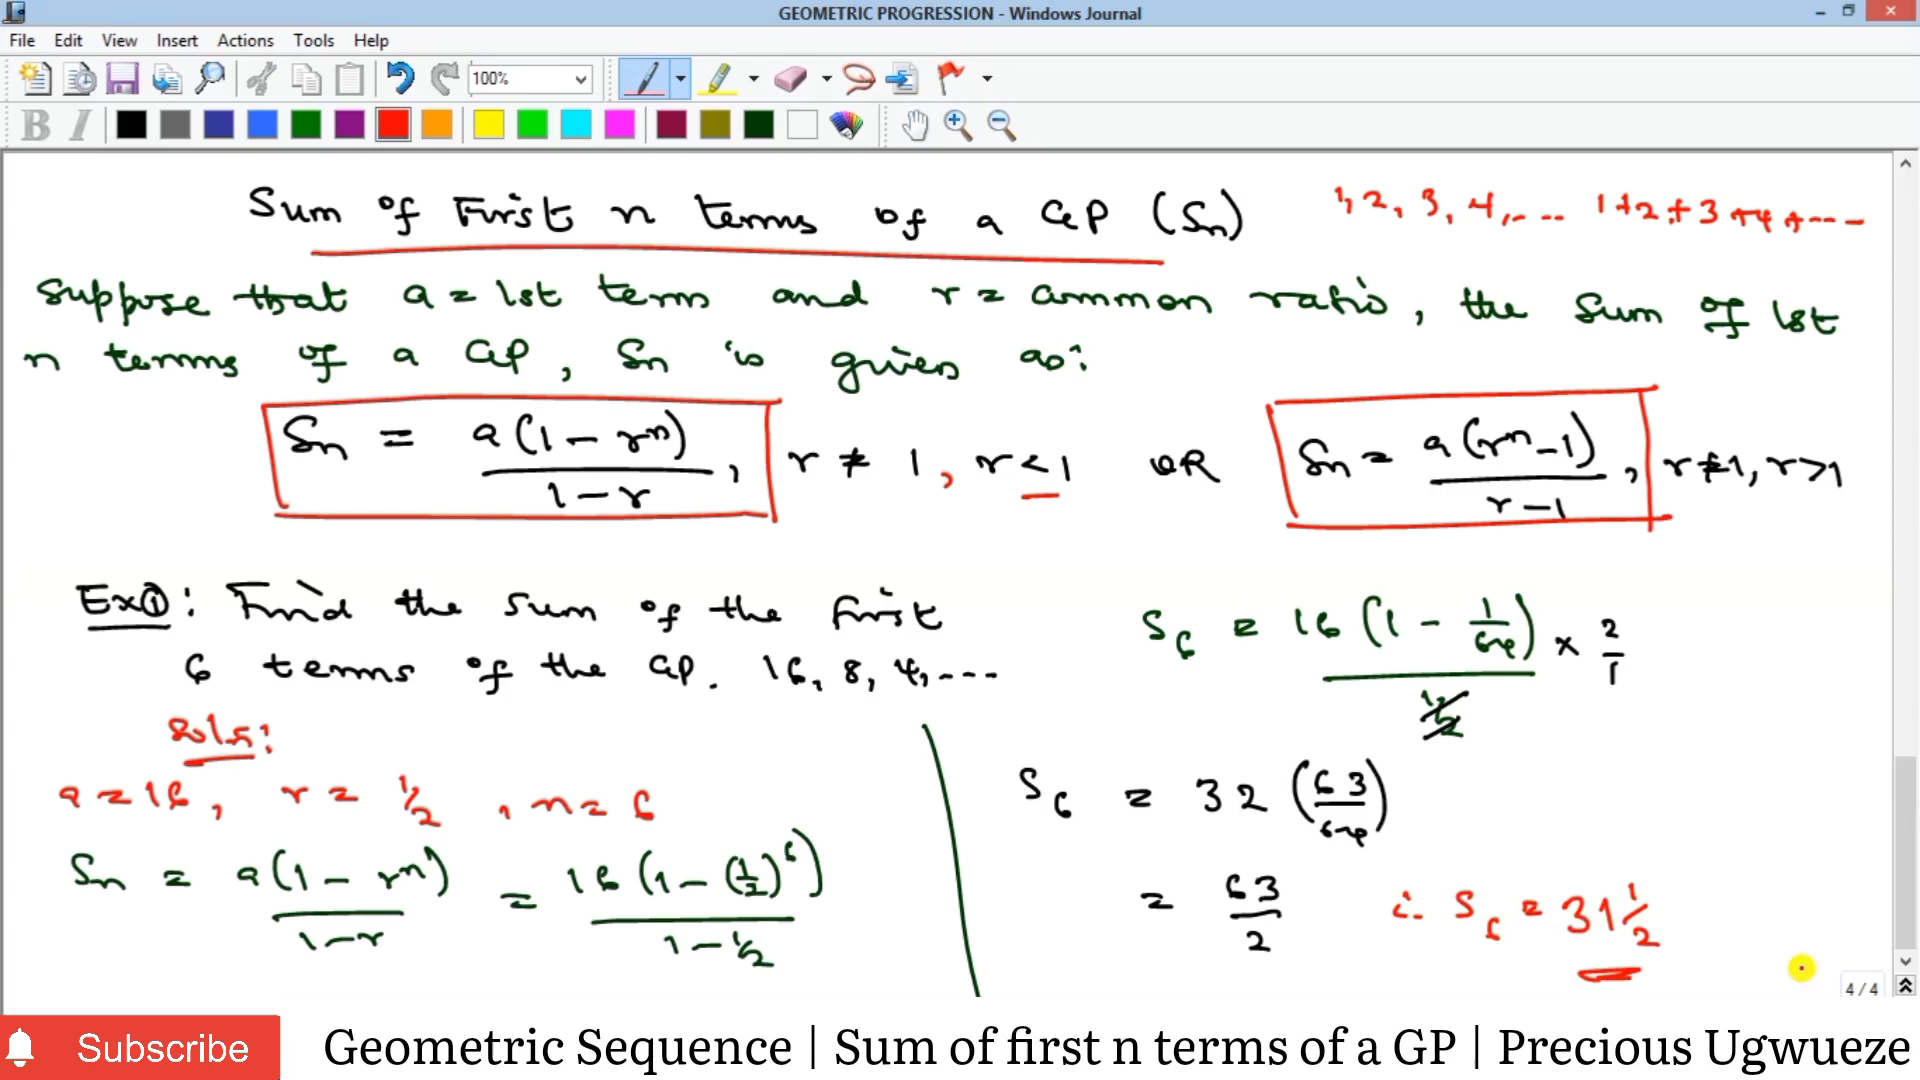 GEOMETRIC PROGRESSION - Windows Journal
File Edit View Insert Actions Tools Help
100%
B I
Sum of First n terms of a GP (Sn) 1, 2, 3, 4, ... 1+2+3+4+...
Suppose that a = 1st term and r = common ratio, the sum of 1st
n terms of a GP, Sn is given as:
Sn = a(1 - rⁿ)/(1 - r), r ≠ 1, r < 1 OR Sn = a(rⁿ - 1)/(r - 1), r ≠ 1, r > 1
Ex①: Find the sum of the first
6 terms of the GP. 16, 8, 4, ...
Soln:
a = 16, r = 1/2, n = 6
Sn = a(1 - rⁿ)/(1 - r) = 16(1 - (1/2)⁶)/(1 - 1/2)
S6 = 16(1 - 1/64)/(1/2) × 2/1
S6 = 32(63/64)
= 63/2 ∴ S6 = 31 1/2
4 / 4
Subscribe Geometric Sequence | Sum of first n terms of a GP | Precious Ugwueze